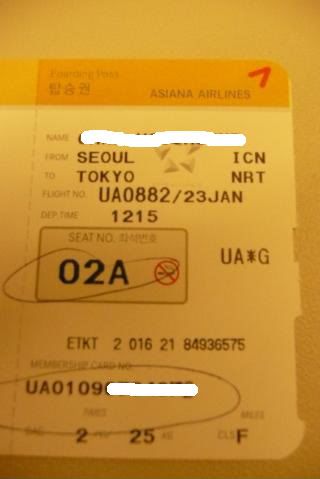 Boarding Pass
탑승권
ASIANA AIRLINES
NAME
FROM SEOUL ICN
TO TOKYO NRT
FLIGHT NO. UA0882/23JAN
DEP.TIME 1215
SEAT NO. 좌석번호
02A
UA*G
ETKT 2 016 21 84936575
MEMBERSHIP CARD NO.
UA0109
MILES
BAG 2 25 CLS F